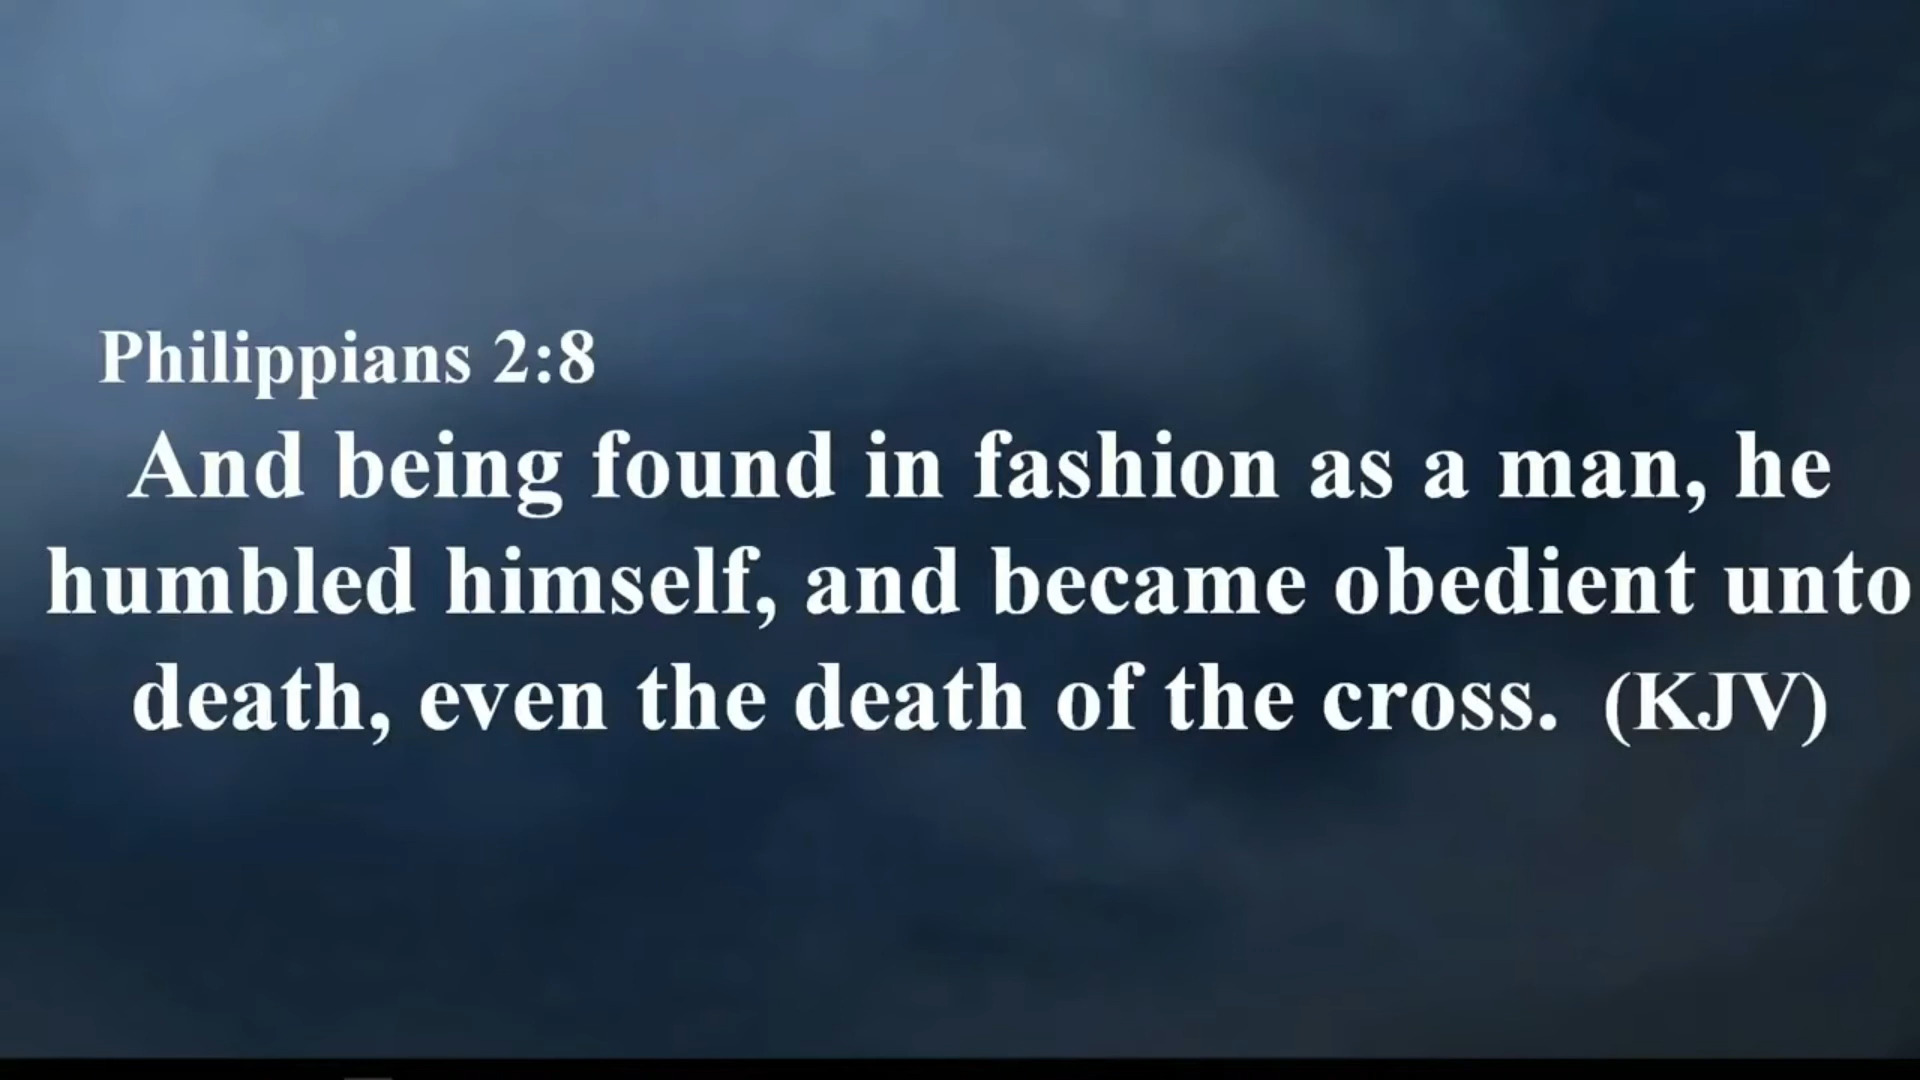 Philippians 2:8
And being found in fashion as a man, he
humbled himself, and became obedient unto
death, even the death of the cross. (KJV)